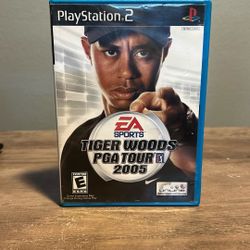 PlayStation 2
EA
SPORTS
TIGER WOODS
PGA TOUR
2005
E